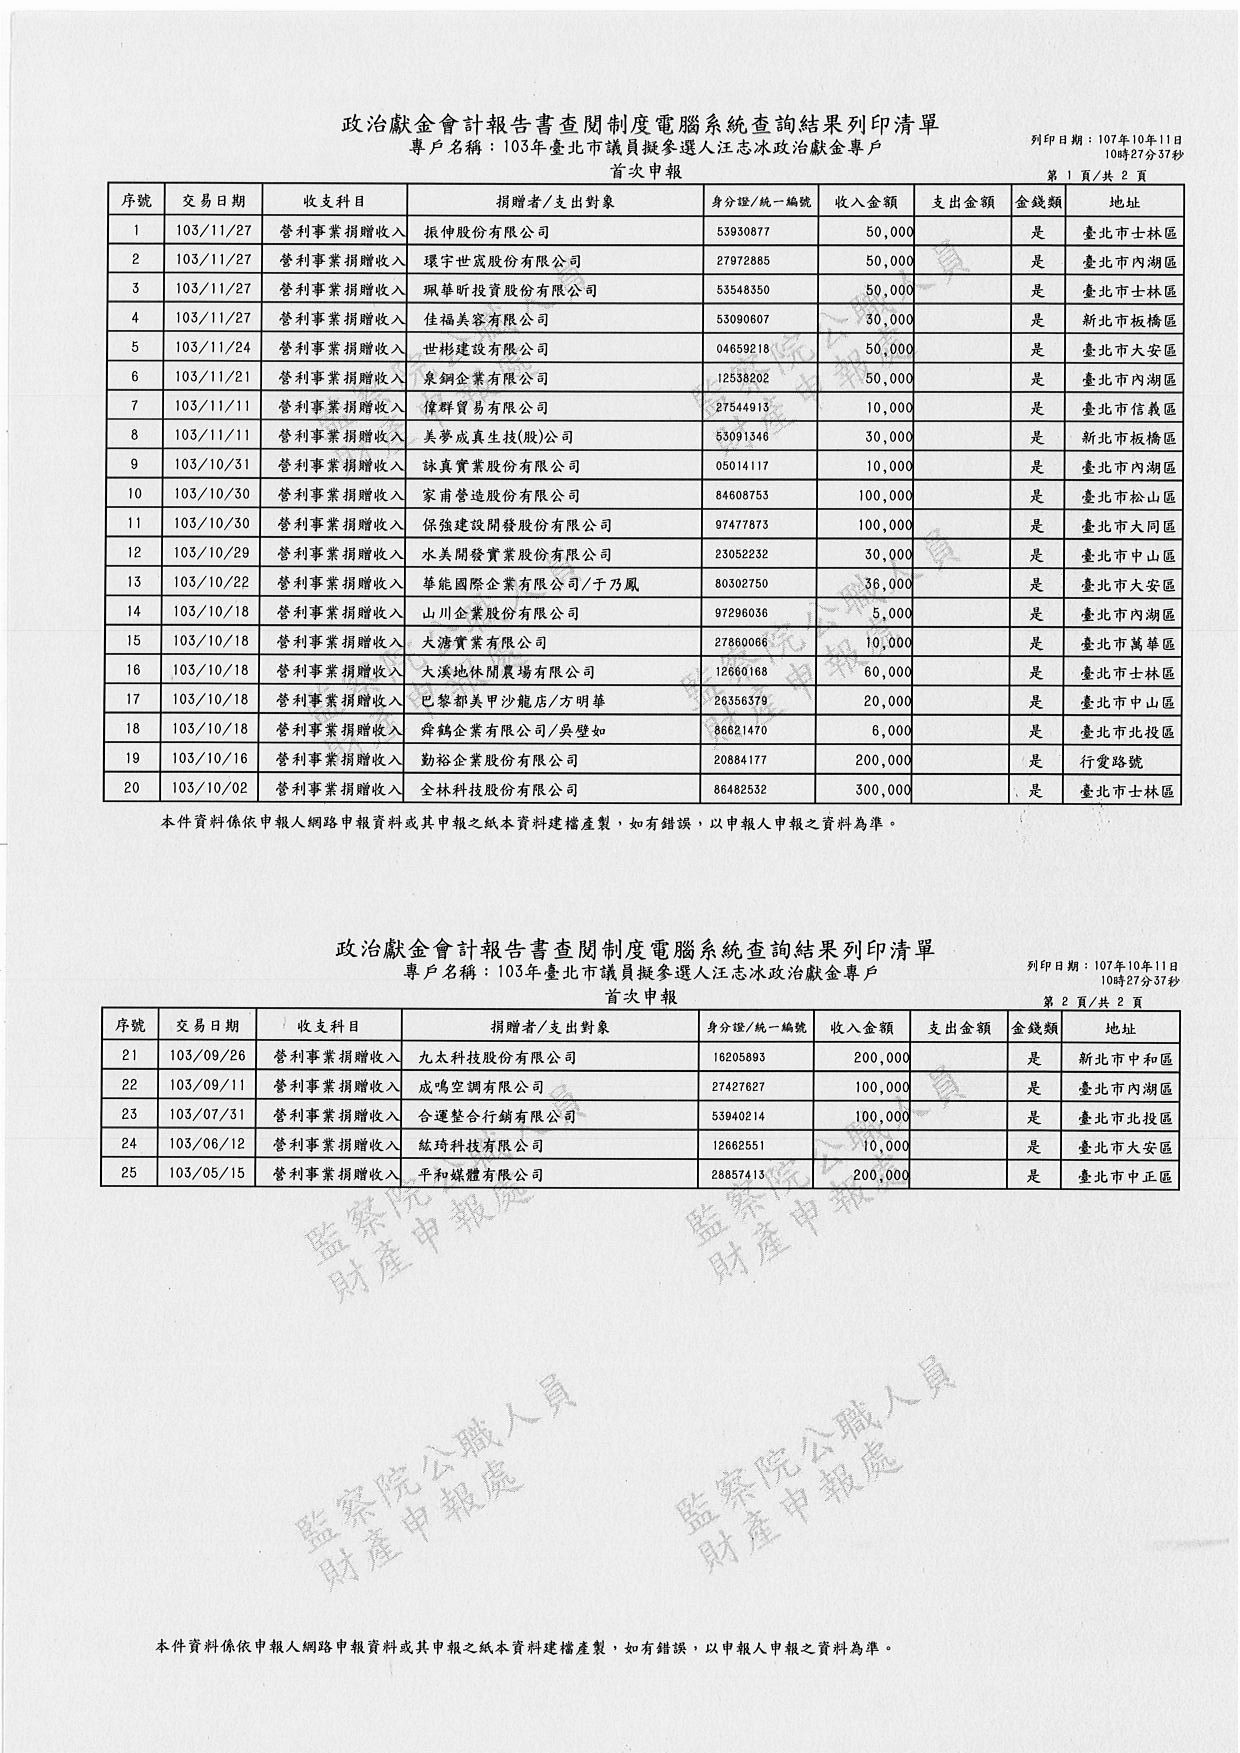 政治獻金會計報告書查閱制度電腦系統查詢結果列印清單
專戶名稱：103年臺北市議員擬參選人汪志冰政治獻金專戶
列印日期：107年10年11日
10時27分37秒
首次申報
第 1 頁/共 2 頁
序號 交易日期 收支科目 捐贈者/支出對象 身分證/統一編號 收入金額 支出金額 金錢類 地址
1 103/11/27 營利事業捐贈收入 振伸股份有限公司 53930877 50,000 是 臺北市士林區
2 103/11/27 營利事業捐贈收入 環宇世宬股份有限公司 27972885 50,000 是 臺北市內湖區
3 103/11/27 營利事業捐贈收入 珮華昕投資股份有限公司 53548350 50,000 是 臺北市士林區
4 103/11/27 營利事業捐贈收入 佳福美容有限公司 53090607 30,000 是 新北市板橋區
5 103/11/24 營利事業捐贈收入 世彬建設有限公司 04659218 50,000 是 臺北市大安區
6 103/11/21 營利事業捐贈收入 泉鋼企業有限公司 12538202 50,000 是 臺北市內湖區
7 103/11/11 營利事業捐贈收入 偉群貿易有限公司 27544913 10,000 是 臺北市信義區
8 103/11/11 營利事業捐贈收入 美夢成真生技(股)公司 53091346 30,000 是 新北市板橋區
9 103/10/31 營利事業捐贈收入 詠真實業股份有限公司 05014117 10,000 是 臺北市內湖區
10 103/10/30 營利事業捐贈收入 家甫營造股份有限公司 84608753 100,000 是 臺北市松山區
11 103/10/30 營利事業捐贈收入 保強建設開發股份有限公司 97477873 100,000 是 臺北市大同區
12 103/10/29 營利事業捐贈收入 水美開發實業股份有限公司 23052232 30,000 是 臺北市中山區
13 103/10/22 營利事業捐贈收入 華能國際企業有限公司/于乃鳳 80302750 36,000 是 臺北市大安區
14 103/10/18 營利事業捐贈收入 山川企業股份有限公司 97296036 5,000 是 臺北市內湖區
15 103/10/18 營利事業捐贈收入 大溏實業有限公司 27860066 10,000 是 臺北市萬華區
16 103/10/18 營利事業捐贈收入 大溪地休閒農場有限公司 12660168 60,000 是 臺北市士林區
17 103/10/18 營利事業捐贈收入 巴黎都美甲沙龍店/方明華 26356379 20,000 是 臺北市中山區
18 103/10/18 營利事業捐贈收入 舜鶴企業有限公司/吳壁如 86621470 6,000 是 臺北市北投區
19 103/10/16 營利事業捐贈收入 勤裕企業股份有限公司 20884177 200,000 是 行愛路號
20 103/10/02 營利事業捐贈收入 全林科技股份有限公司 86482532 300,000 是 臺北市士林區
本件資料係依申報人網路申報資料或其申報之紙本資料建檔產製，如有錯誤，以申報人申報之資料為準。
監察院公職人員
財產申報處
監察院公職人員
財產申報處
監察院公職人員
財產申報處
監察院公職人員
財產申報處
政治獻金會計報告書查閱制度電腦系統查詢結果列印清單
專戶名稱：103年臺北市議員擬參選人汪志冰政治獻金專戶
列印日期：107年10年11日
10時27分37秒
首次申報
第 2 頁/共 2 頁
序號 交易日期 收支科目 捐贈者/支出對象 身分證/統一編號 收入金額 支出金額 金錢類 地址
21 103/09/26 營利事業捐贈收入 九太科技股份有限公司 16205893 200,000 是 新北市中和區
22 103/09/11 營利事業捐贈收入 成鳴空調有限公司 27427627 100,000 是 臺北市內湖區
23 103/07/31 營利事業捐贈收入 合運整合行銷有限公司 53940214 100,000 是 臺北市北投區
24 103/06/12 營利事業捐贈收入 紘琦科技有限公司 12662551 10,000 是 臺北市大安區
25 103/05/15 營利事業捐贈收入 平和媒體有限公司 28857413 200,000 是 臺北市中正區
監察院公職人員
財產申報處
監察院公職人員
財產申報處
監察院公職人員
財產申報處
監察院公職人員
財產申報處
本件資料係依申報人網路申報資料或其申報之紙本資料建檔產製，如有錯誤，以申報人申報之資料為準。